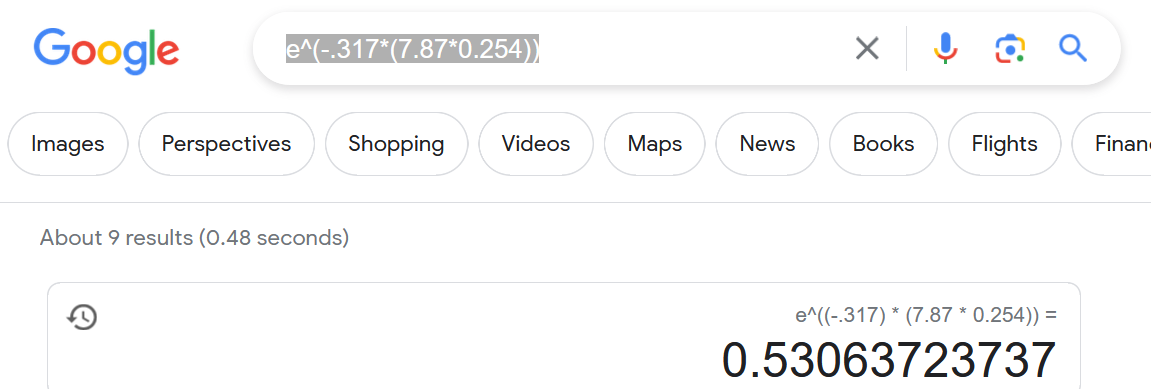 Google e^(-.317*(7.87*0.254))
Images Perspectives Shopping Videos Maps News Books Flights Finan
About 9 results (0.48 seconds)
e^((-.317) * (7.87 * 0.254)) =
0.53063723737